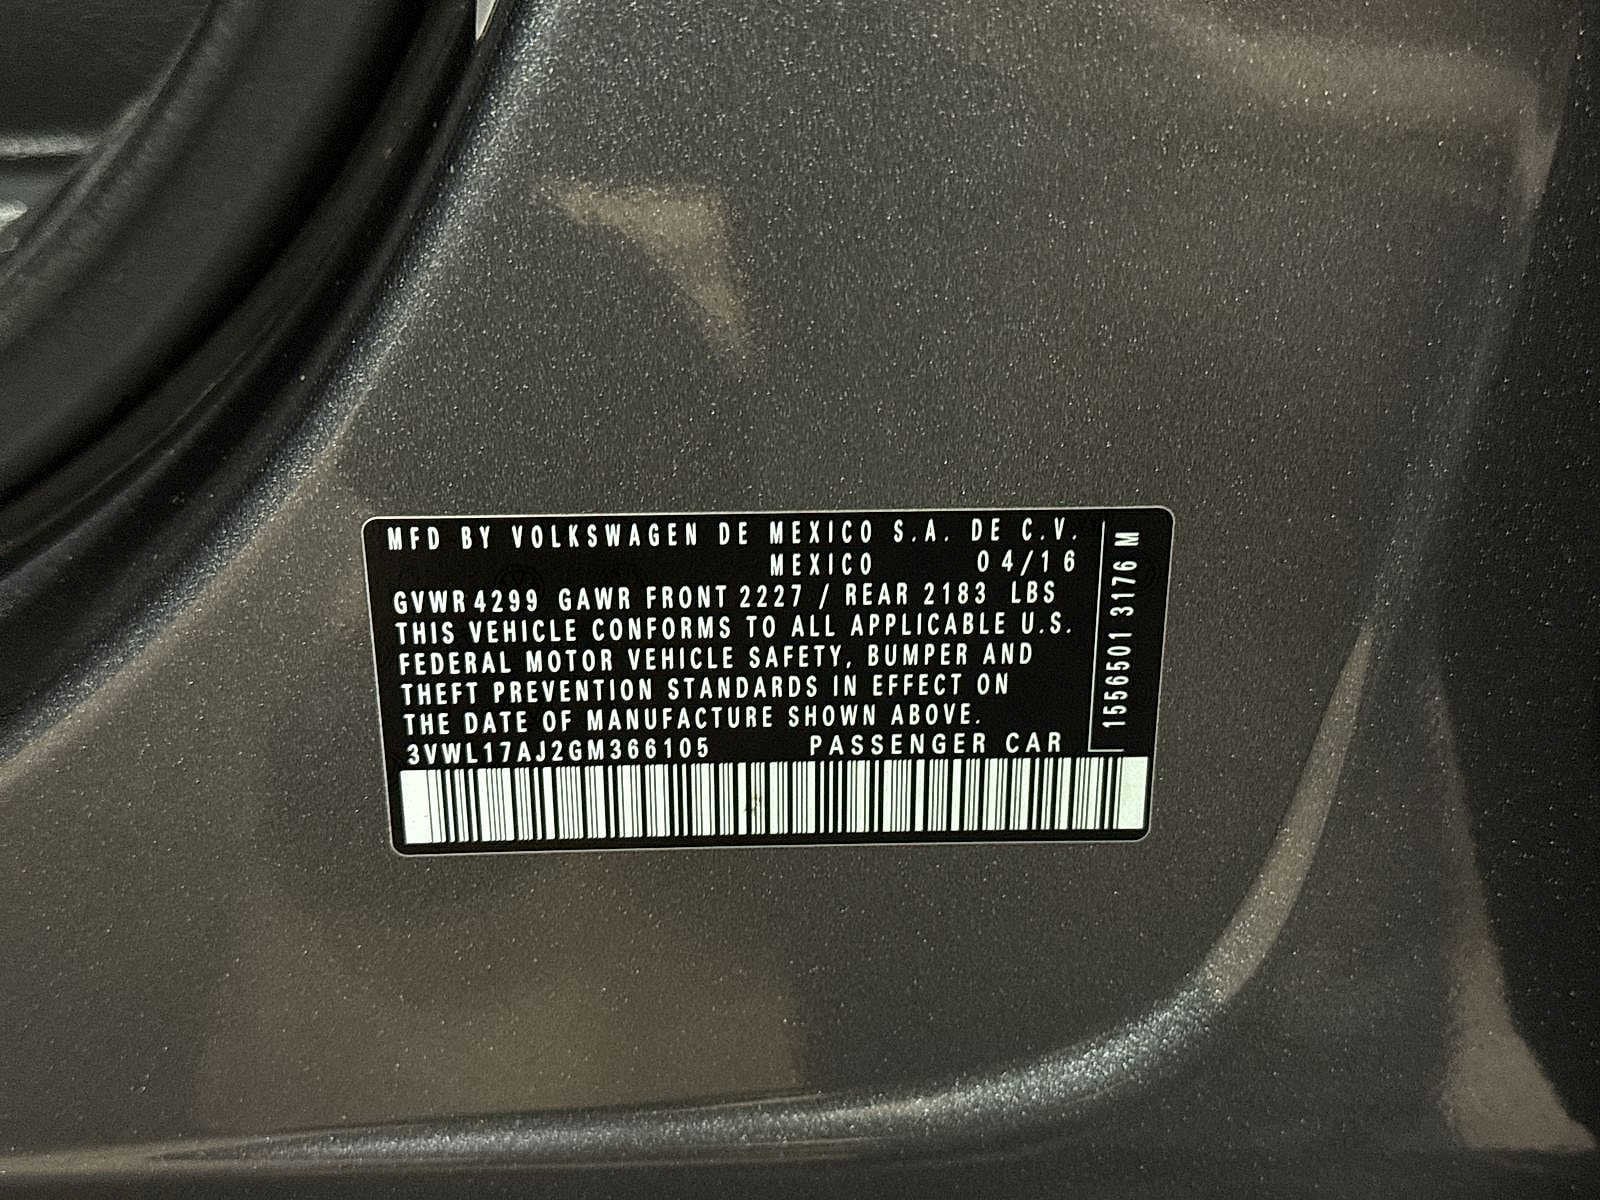 MFD BY VOLKSWAGEN DE MEXICO S.A. DE C.V.
MEXICO 04/16
GVWR 4299 GAWR FRONT 2227 / REAR 2183 LBS
THIS VEHICLE CONFORMS TO ALL APPLICABLE U.S.
FEDERAL MOTOR VEHICLE SAFETY, BUMPER AND
THEFT PREVENTION STANDARDS IN EFFECT ON
THE DATE OF MANUFACTURE SHOWN ABOVE.
3VWL17AJ2GM366105 PASSENGER CAR
1556501 3176 M